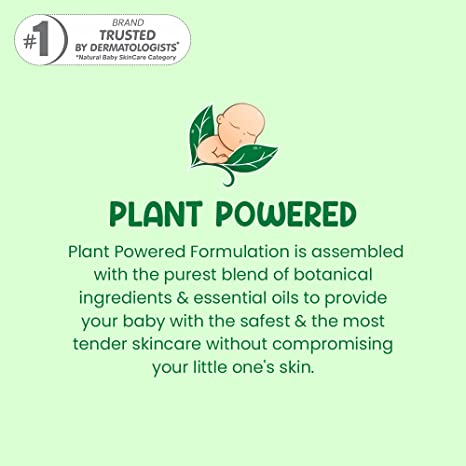 #1
BRAND
TRUSTED
BY DERMATOLOGISTS*
*Natural Baby SkinCare Category
PLANT POWERED
Plant Powered Formulation is assembled
with the purest blend of botanical
ingredients & essential oils to provide
your baby with the safest & the most
tender skincare without compromising
your little one's skin.